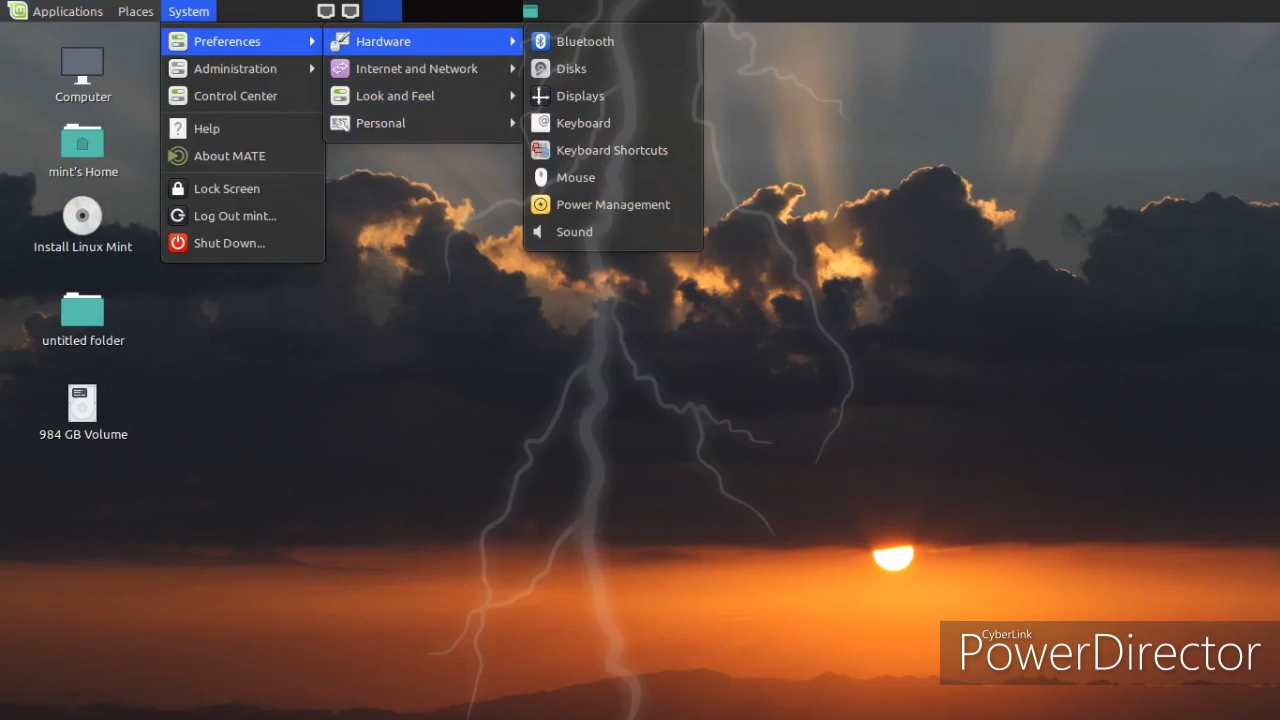 Applications Places System
Preferences
Administration
Control Center
Help
About MATE
Lock Screen
Log Out mint...
Shut Down...
Hardware
Internet and Network
Look and Feel
Personal
Bluetooth
Disks
Displays
Keyboard
Keyboard Shortcuts
Mouse
Power Management
Sound
Computer
mint's Home
Install Linux Mint
untitled folder
984 GB Volume
CyberLink
PowerDirector